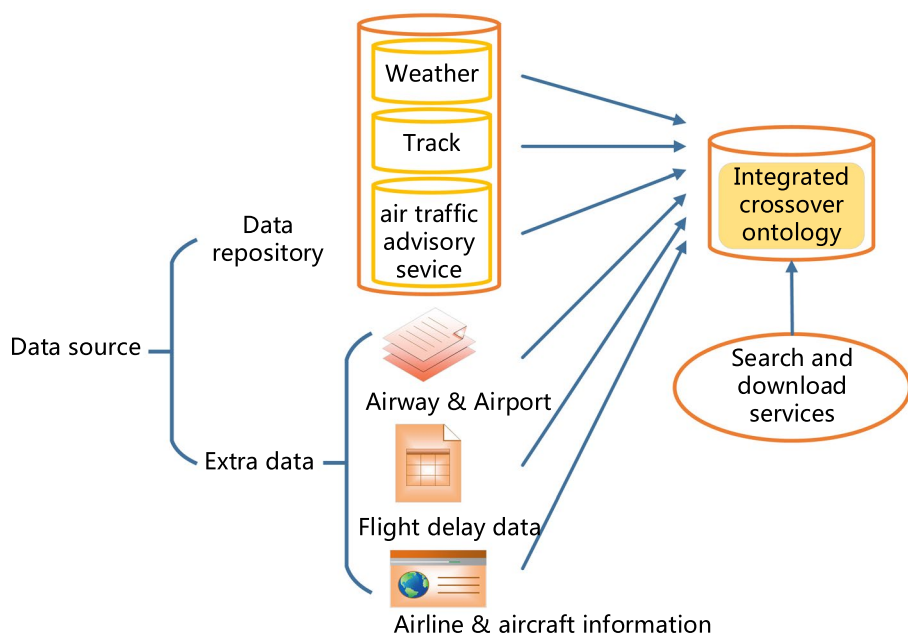 Weather
Track
air traffic
advisory
sevice
Data
repository
Data source
Extra data
Airway & Airport
Flight delay data
Airline & aircraft information
Integrated
crossover
ontology
Search and
download
services